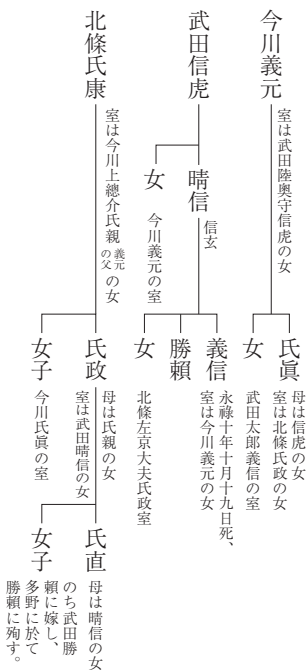 今川義元
室は武田陸奧守信虎の女
氏眞
母は信虎の女
室は北條氏政の女
女
武田太郎義信の室
武田信虎
晴信
信玄
女
今川義元の室
義信
永祿十年十月十九日死、
室は今川義元の女
勝賴
女
北條左京大夫氏政室
北條氏康
室は今川上總介氏親義元の父の女
氏政
母は氏親の女
室は武田晴信の女
女子
今川氏眞の室
氏直
母は晴信の女
女子
のち武田勝
賴に嫁し、
多野に於て
勝賴に殉す。